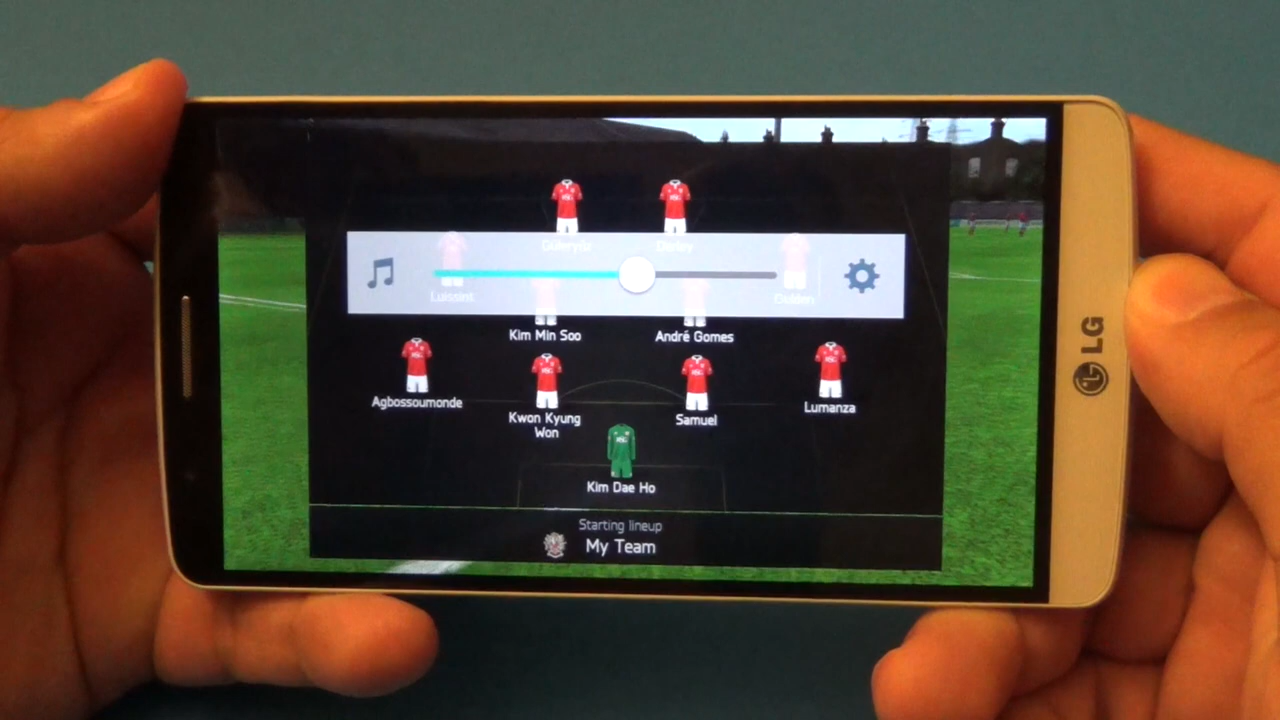 Kim Min Soo
André Gomes
Agbossoumonde
Kwon Kyung
Won
Samuel
Lumanza
Kim Dae Ho
Starting lineup
My Team
LG